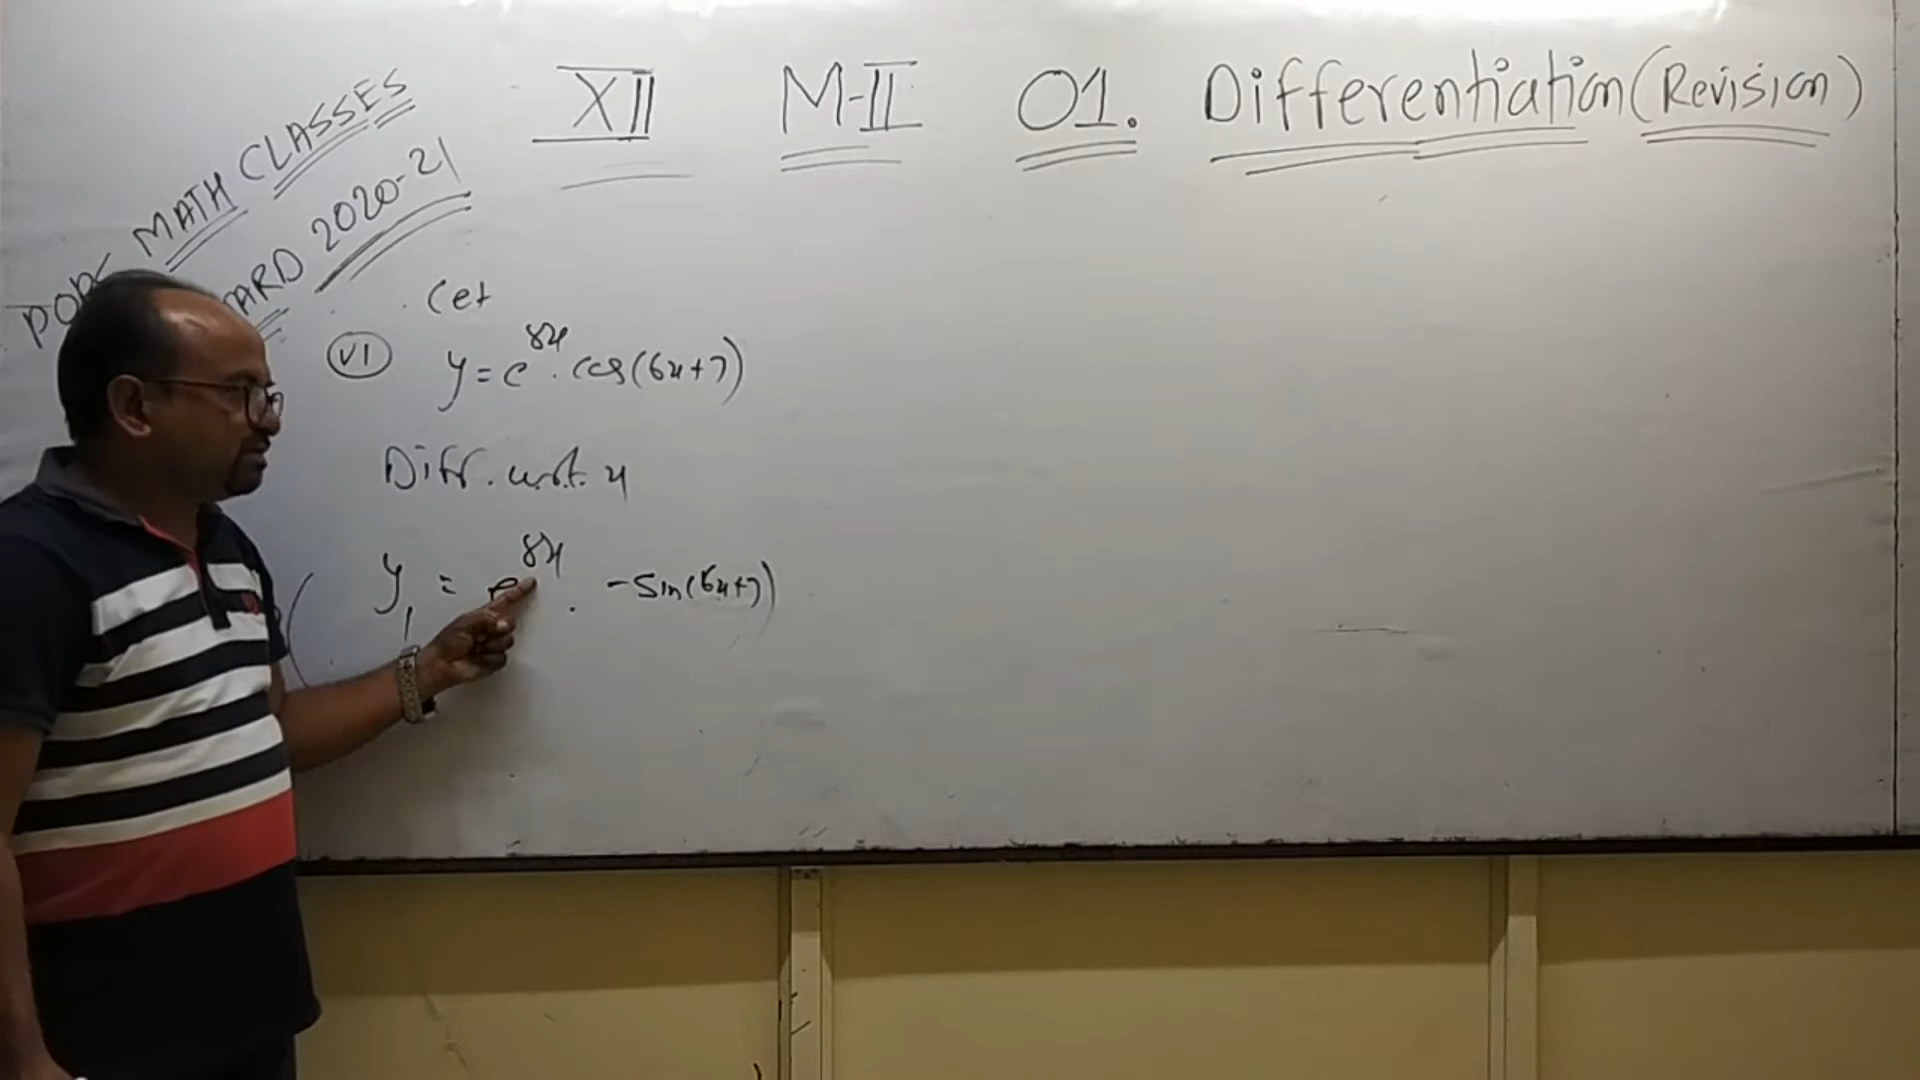 XII M-II 01. Differentiation (Revision)
MATH CLASSES
2020-21
Let
VI y = e^8x . cos(6x+7)
Diff. w.r.t. x
y1 = e^8x . -sin(6x+7)